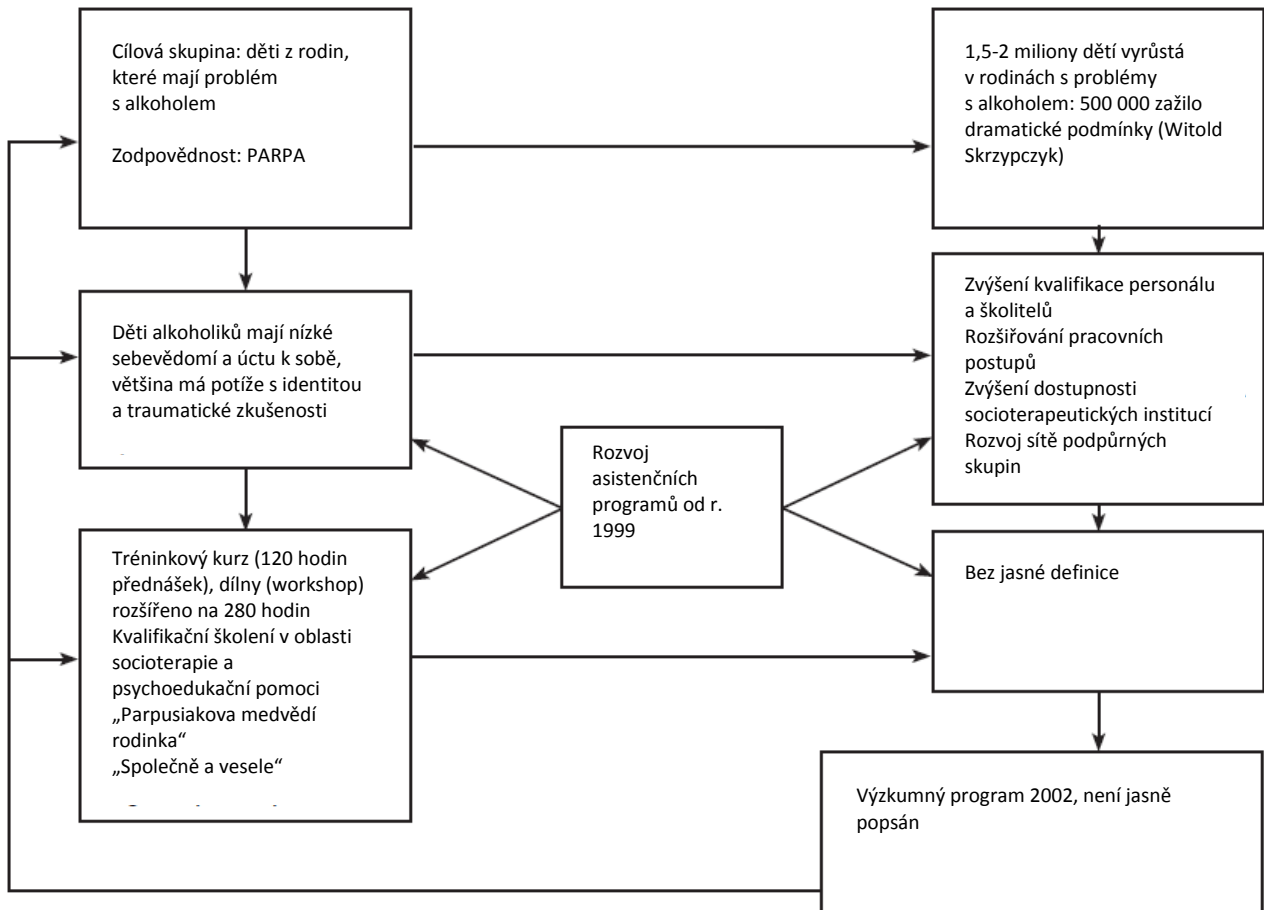 Cílová skupina: děti z rodin,
které mají problém
s alkoholem
Zodpovědnost: PARPA
1,5-2 miliony dětí vyrůstá
v rodinách s problémy
s alkoholem: 500 000 zažilo
dramatické podmínky (Witold
Skrzypczyk)
Děti alkoholiků mají nízké
sebevědomí a úctu k sobě,
většina má potíže s identitou
a traumatické zkušenosti
Zvýšení kvalifikace personálu
a školitelů
Rozšiřování pracovních
postupů
Zvýšení dostupnosti
socioterapeutických institucí
Rozvoj sítě podpůrných
skupin
Rozvoj
asistenčních
programů od r.
1999
Tréninkový kurz (120 hodin
přednášek), dílny (workshop)
rozšířeno na 280 hodin
Kvalifikační školení v oblasti
socioterapie a
psychoedukační pomoci
„Parpusiakova medvědí
rodinka“
„Společně a vesele“
Bez jasné definice
Výzkumný program 2002, není jasně
popsán